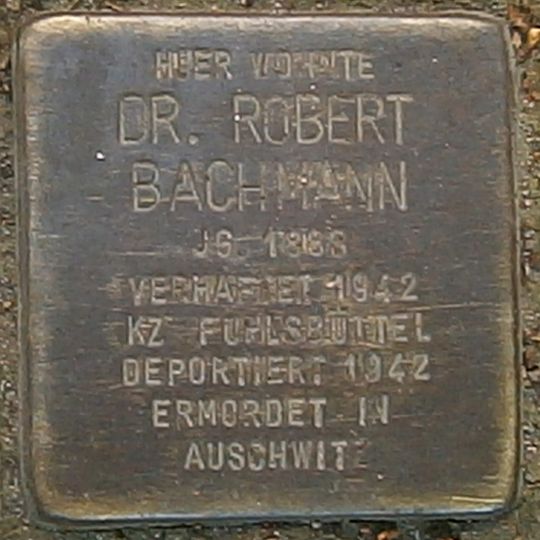 HIER WOHNTE
DR. ROBERT
BACHMANN
JG. 1888
VERHAFTET 1942
KZ FUHLSBÜTTEL
DEPORTIERT 1942
ERMORDET IN
AUSCHWITZ